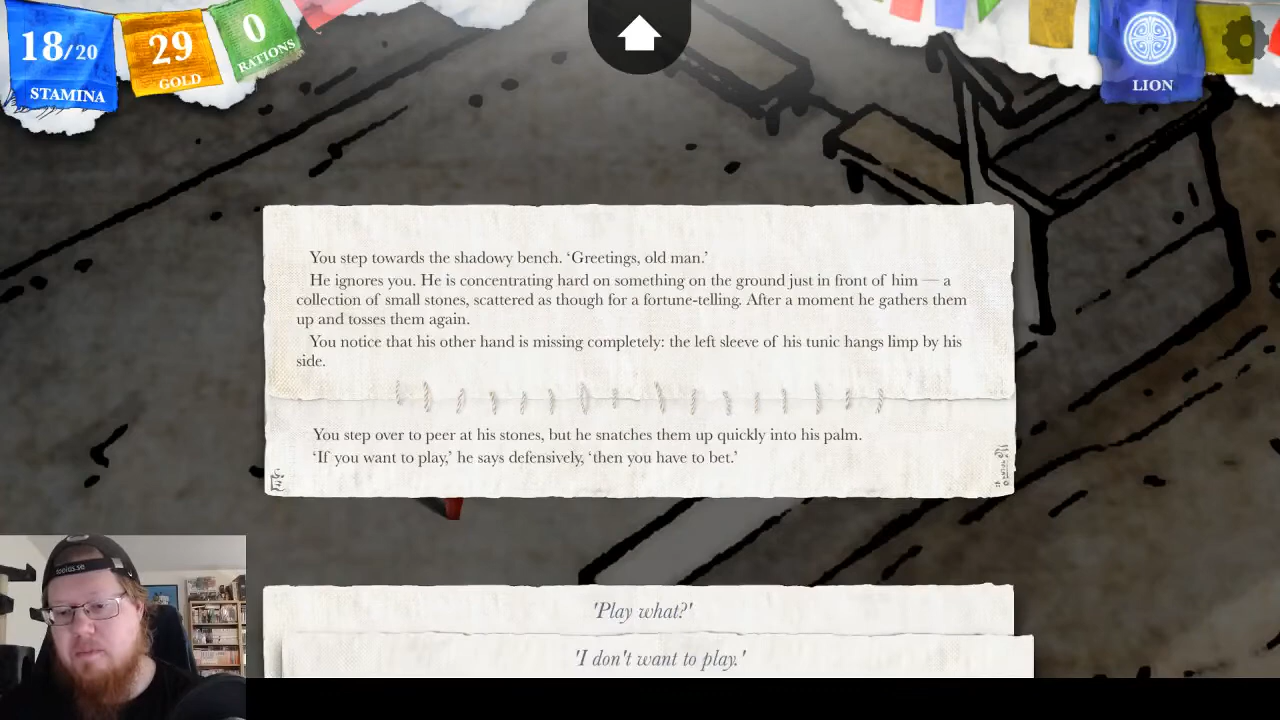 18/20
STAMINA
29
GOLD
0
RATIONS
LION
You step towards the shadowy bench. ‘Greetings, old man.’
He ignores you. He is concentrating hard on something on the ground just in front of him — a
collection of small stones, scattered as though for a fortune-telling. After a moment he gathers them
up and tosses them again.
You notice that his other hand is missing completely: the left sleeve of his tunic hangs limp by his
side.
You step over to peer at his stones, but he snatches them up quickly into his palm.
‘If you want to play,’ he says defensively, ‘then you have to bet.’
'Play what?'
'I don't want to play.'